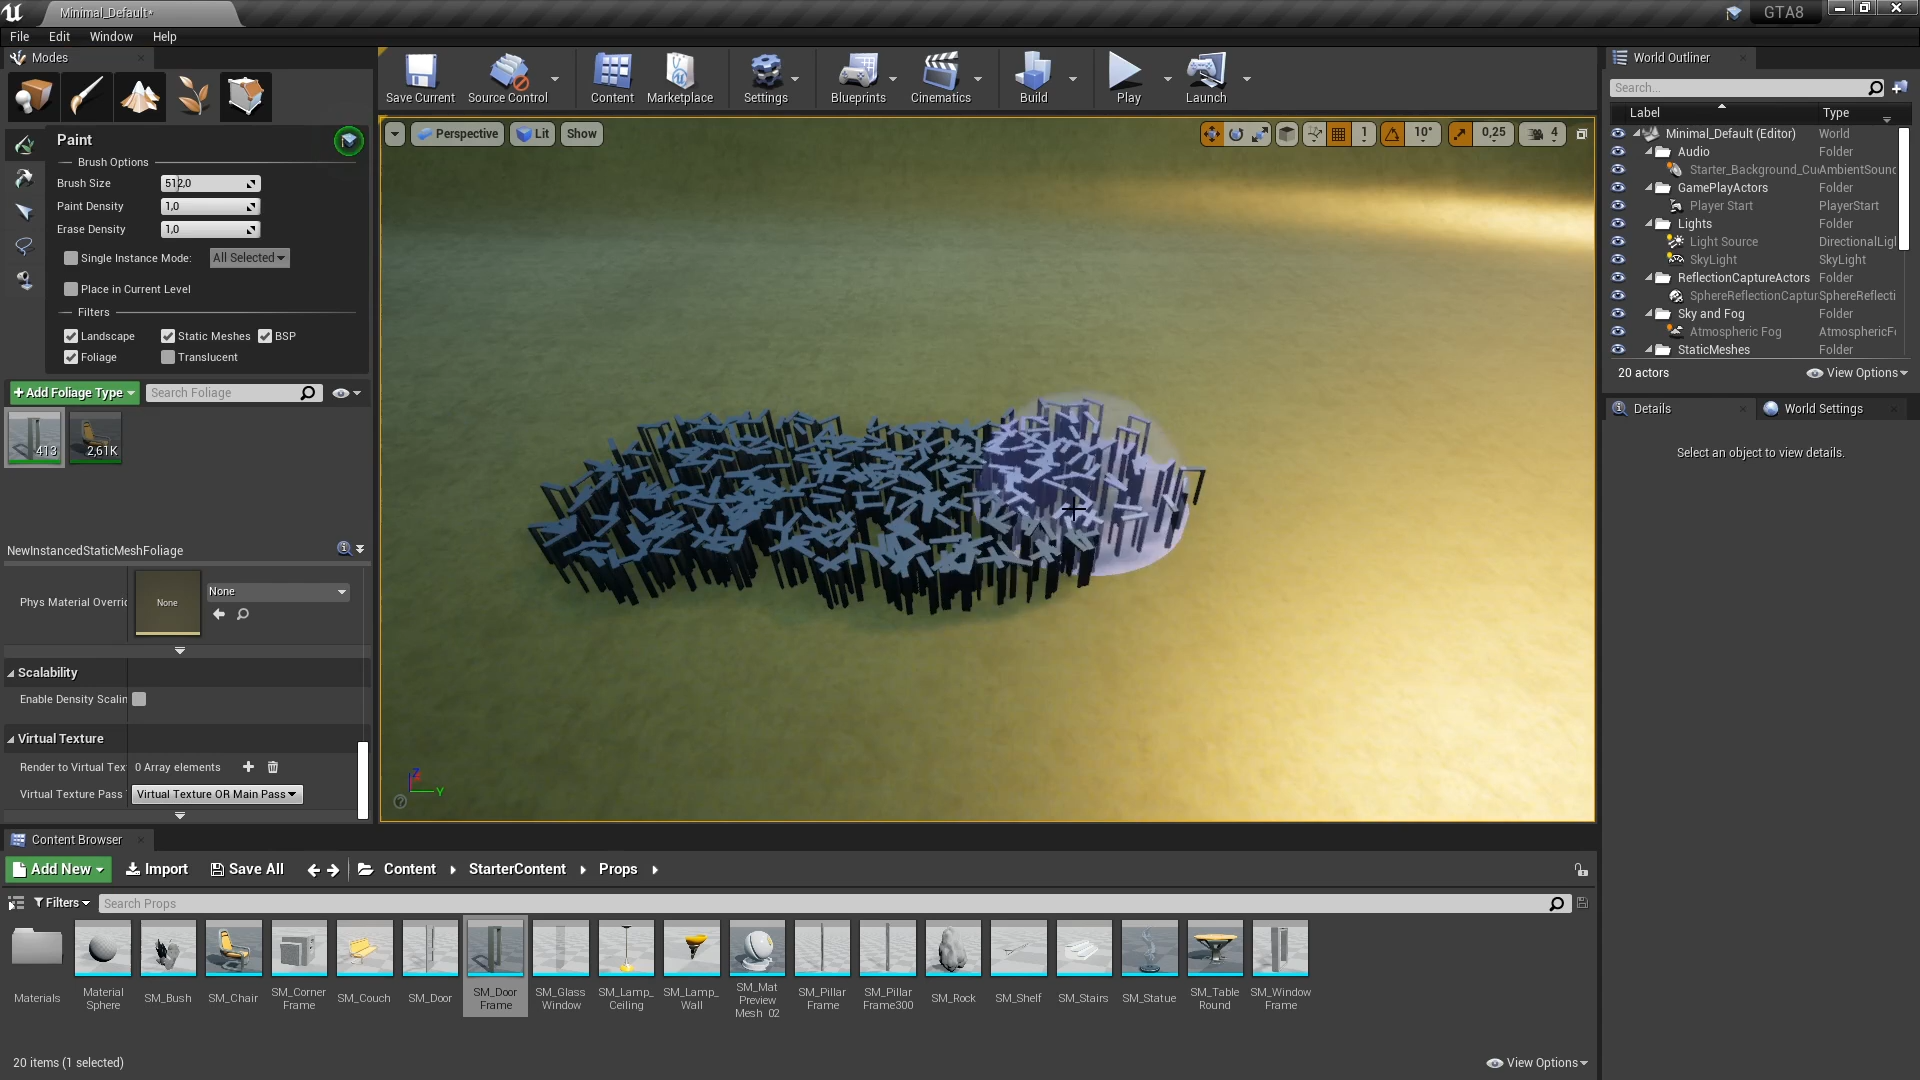 Minimal_Default*
GTA8
File Edit Window Help
Modes
Save Current
Source Control
Content
Marketplace
Settings
Blueprints
Cinematics
Build
Play
Launch
Paint
Brush Options
Brush Size 512,0
Paint Density 1,0
Erase Density 1,0
Single Instance Mode: All Selected
Place in Current Level
Filters
Landscape Static Meshes BSP
Foliage Translucent
+Add Foliage Type Search Foliage
413 2,61K
NewInstancedStaticMeshFoliage
Phys Material Overric None None
Scalability
Enable Density Scalin
Virtual Texture
Render to Virtual Tex 0 Array elements
Virtual Texture Pass Virtual Texture OR Main Pass
Perspective Lit Show
1 10° 0,25 4
Z
Y
World Outliner
Search...
Label Type
Minimal_Default (Editor) World
Audio Folder
Starter_Background_Cu AmbientSound
GamePlayActors Folder
Player Start PlayerStart
Lights Folder
Light Source DirectionalLigl
SkyLight SkyLight
ReflectionCaptureActors Folder
SphereReflectionCaptur SphereReflecti
Sky and Fog Folder
Atmospheric Fog AtmosphericF
StaticMeshes Folder
20 actors View Options
Details World Settings
Select an object to view details.
Content Browser
Add New Import Save All Content StarterContent Props
Filters Search Props
Materials
Material
Sphere
SM_Bush
SM_Chair
SM_Corner
Frame
SM_Couch
SM_Door
SM_Door
Frame
SM_Glass
Window
SM_Lamp_
Ceiling
SM_Lamp_
Wall
SM_Mat
Preview
Mesh_02
SM_Pillar
Frame
SM_Pillar
Frame300
SM_Rock
SM_Shelf
SM_Stairs
SM_Statue
SM_Table
Round
SM_Window
Frame
20 items (1 selected) View Options